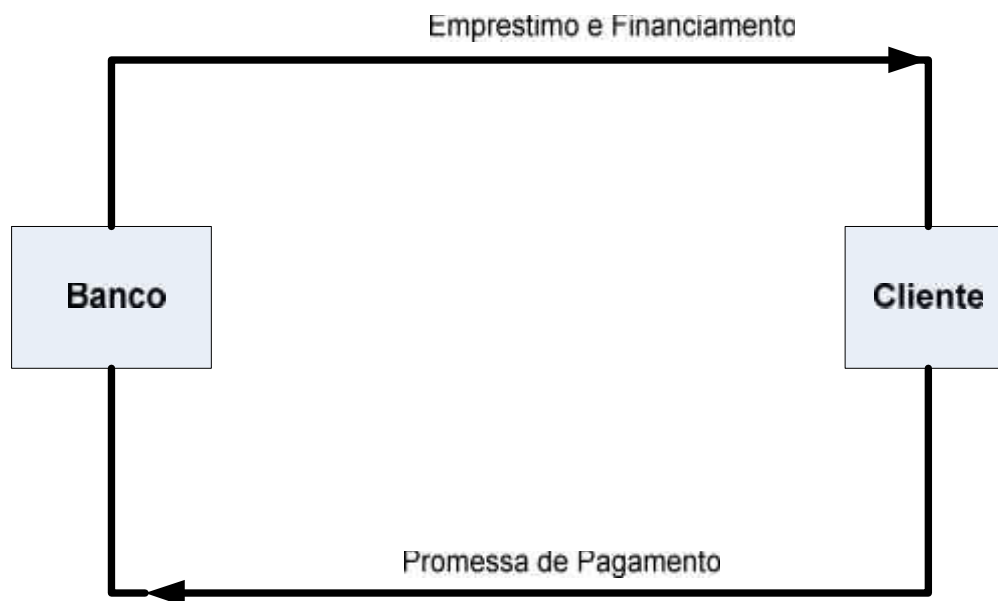 Emprestimo e Financiamento
Banco
Cliente
Promessa de Pagamento